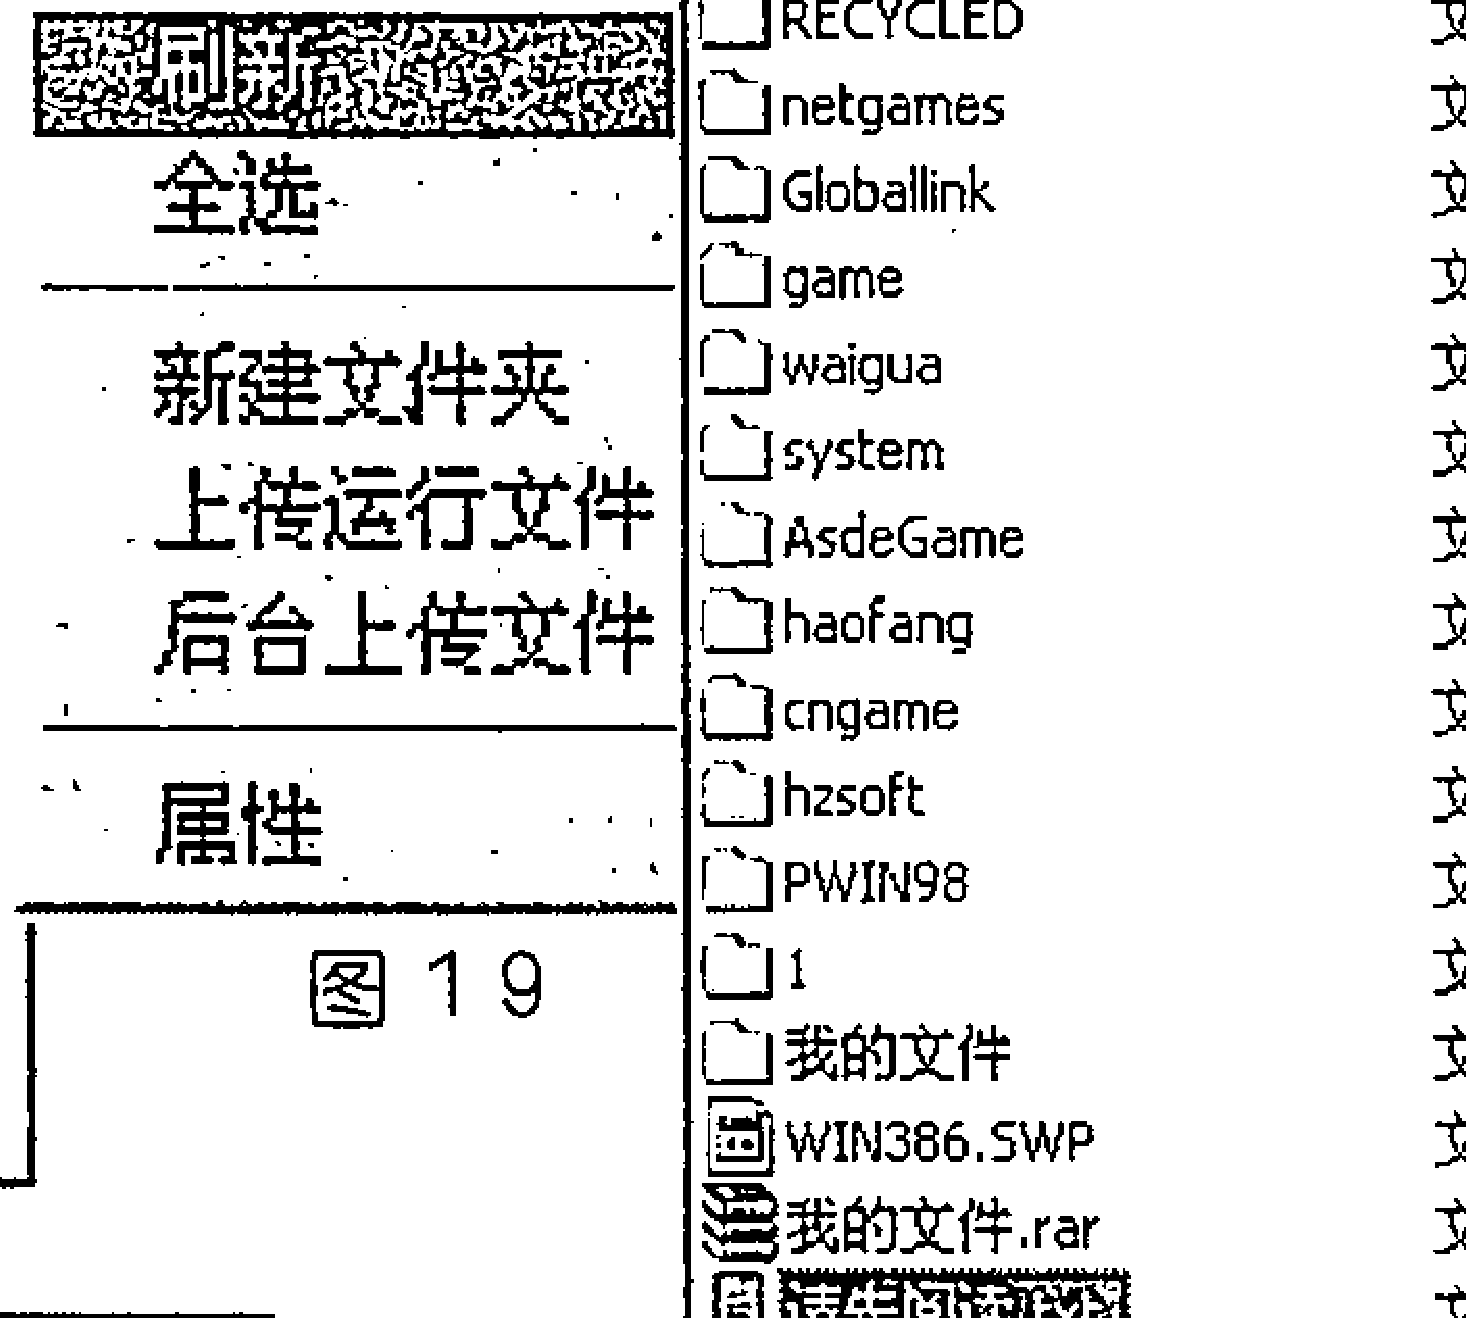 刷新
全选
新建文件夹
上传运行文件
后台上传文件
属性
图19
RECYCLED
netgames
Globallink
game
waigua
system
AsdeGame
haofang
cngame
hzsoft
PWIN98
1
我的文件
WIN386.SWP
我的文件.rar